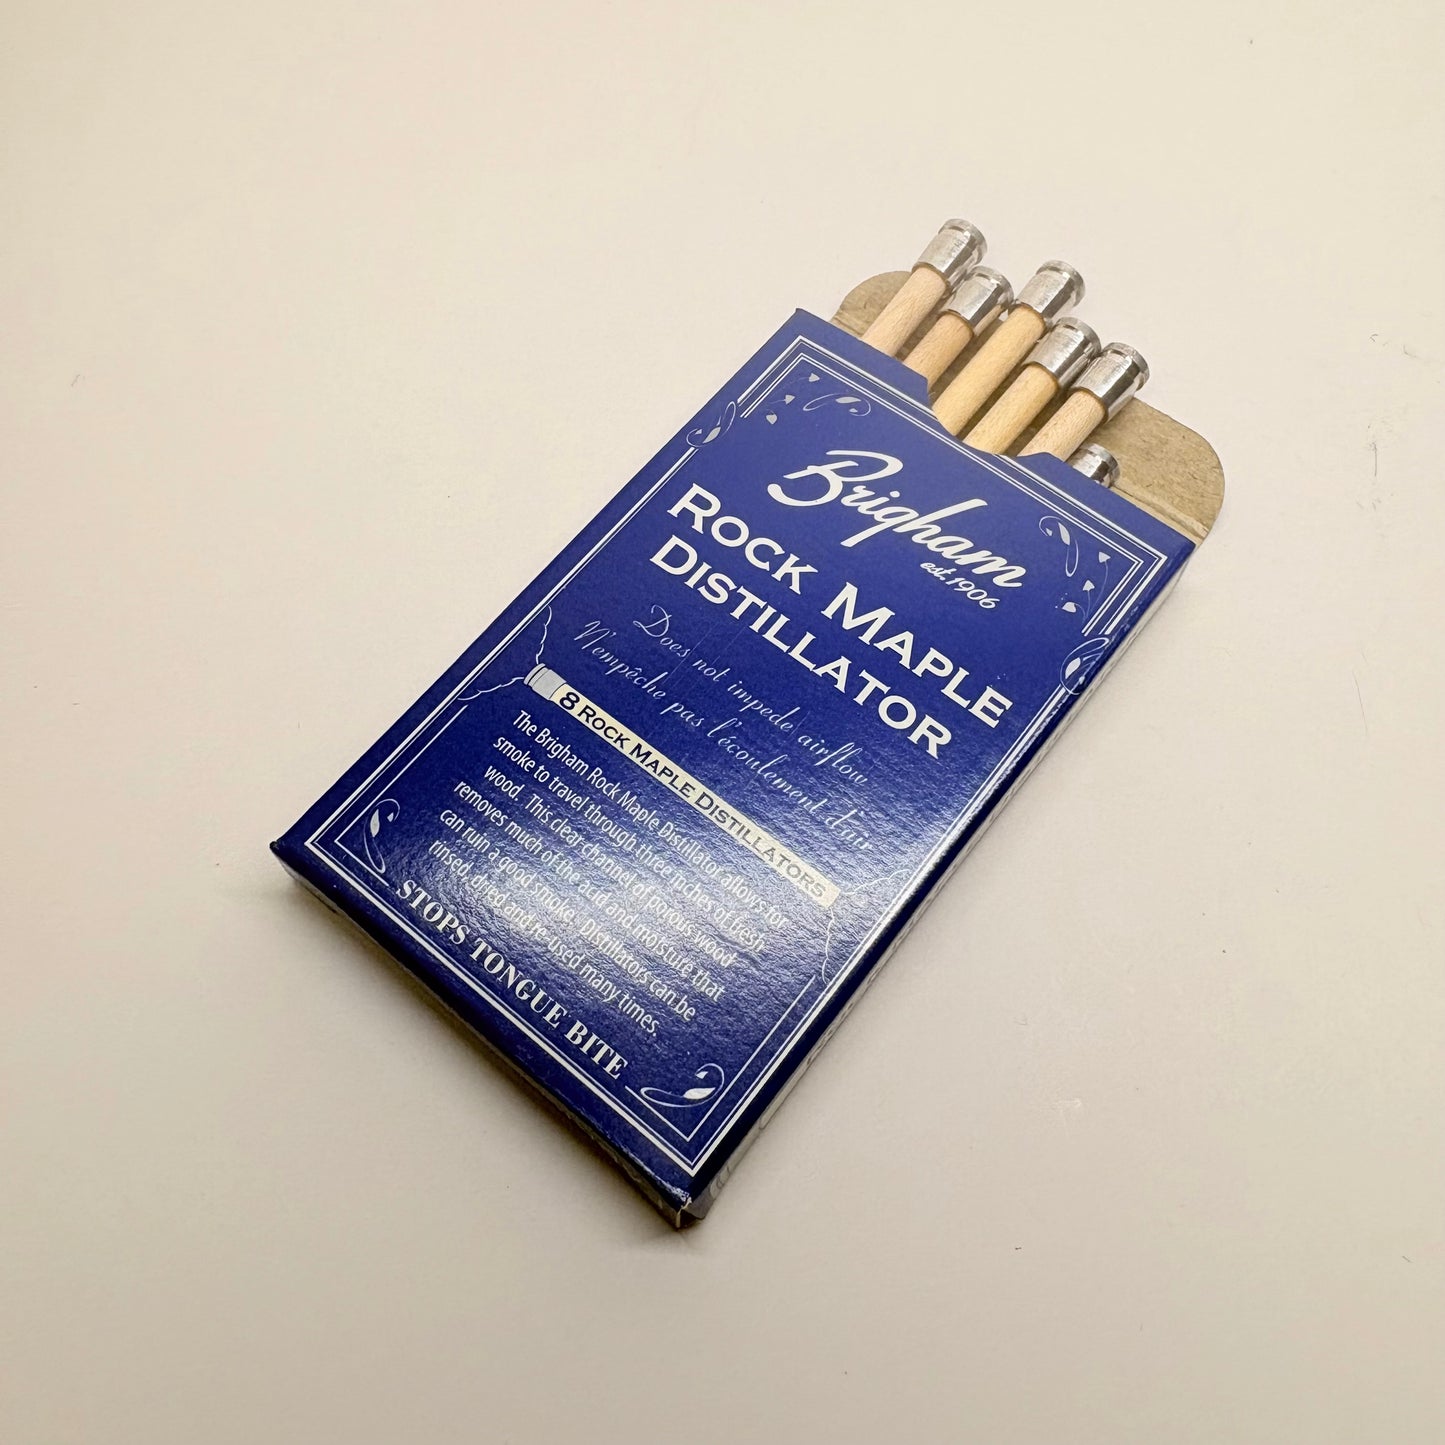 Brigham
est. 1906
ROCK MAPLE
DISTILLATOR
Does not impede airflow
N'empêche pas l'écoulement d'air
8 ROCK MAPLE DISTILLATORS
The Brigham Rock Maple Distillator allows for
smoke to travel through three inches of fresh
wood. This clear channel of porous wood
removes much of the acid and moisture that
can ruin a good smoke. Distillators can be
rinsed, dried and re-used many times.
STOPS TONGUE BITE